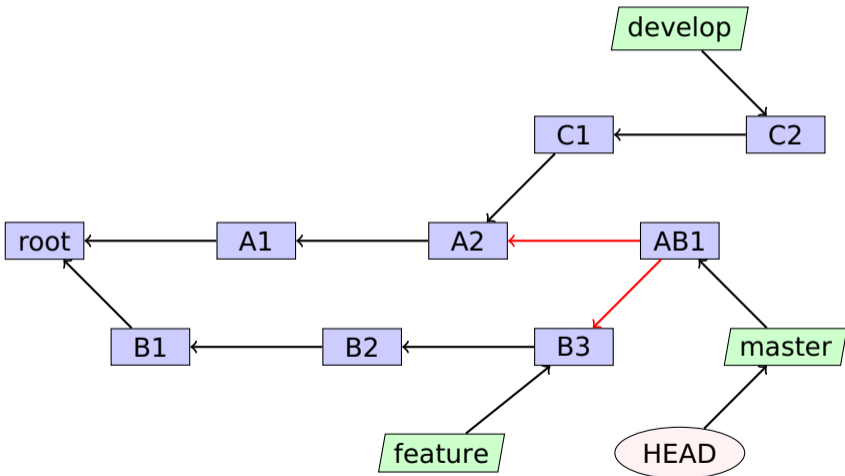 develop
C1
C2
root
A1
A2
AB1
B1
B2
B3
master
feature
HEAD